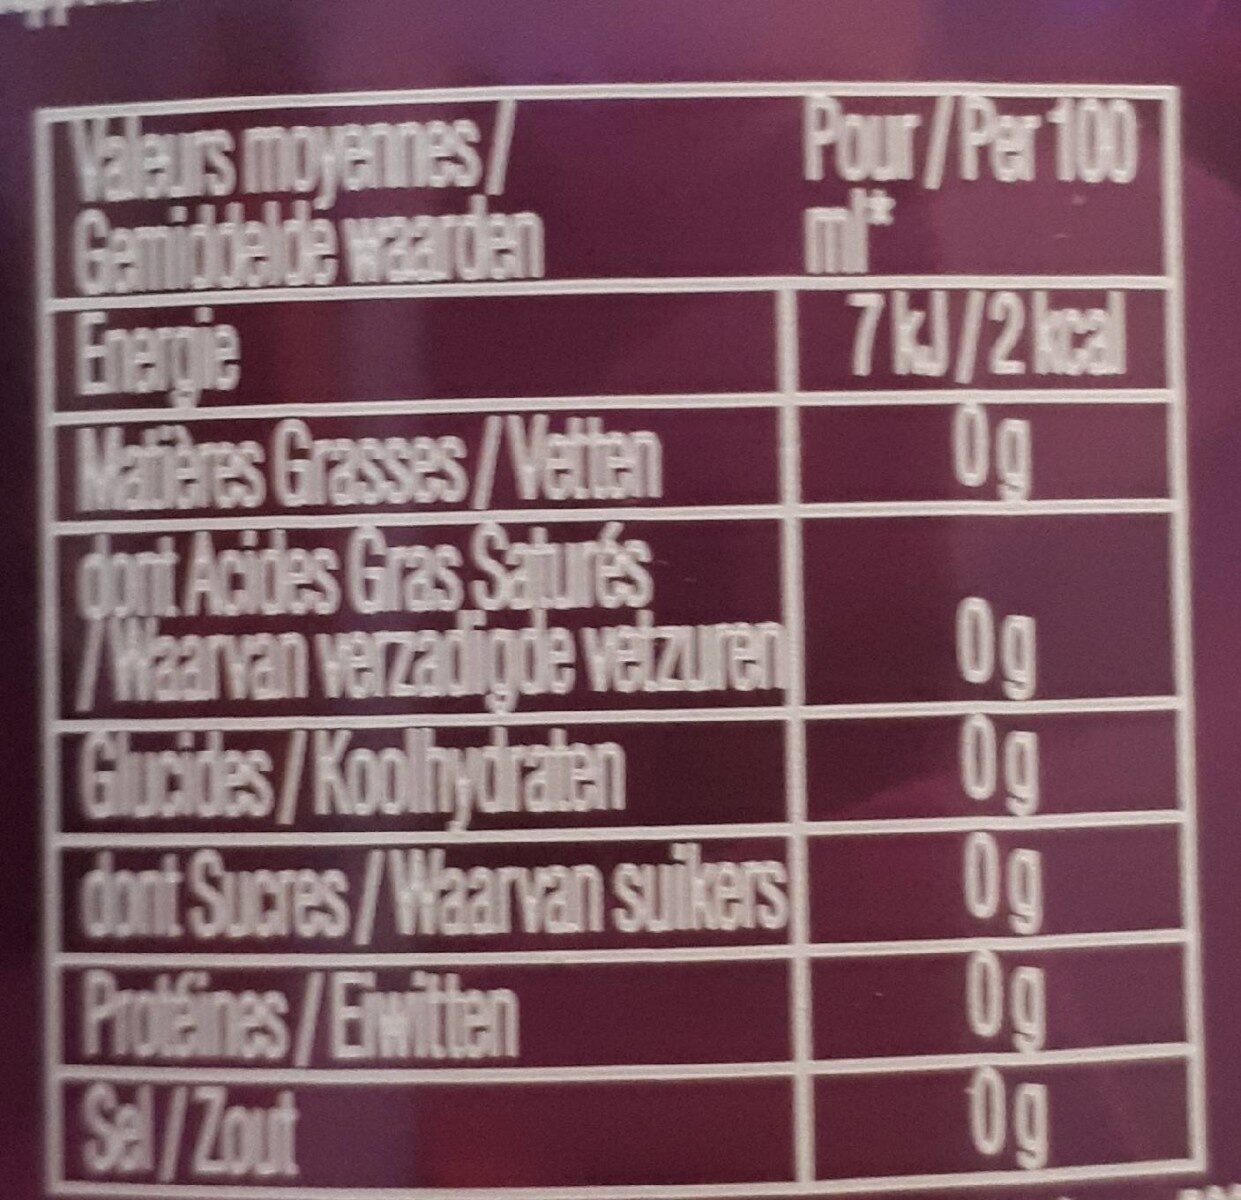 Valeurs moyennes / Pour / Per 100
Gemiddelde waarden ml*
Energie 7 kJ / 2 kcal
Matières Grasses / Vetten 0 g
dont Acides Gras Saturés
/ Waarvan verzadigde vetzuren 0 g
Glucides / Koolhydraten 0 g
dont Sucres / Waarvan suikers 0 g
Protéines / Eiwitten 0 g
Sel / Zout 0 g